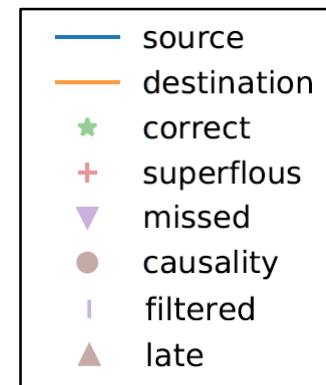 source
destination
correct
superflous
missed
causality
filtered
late